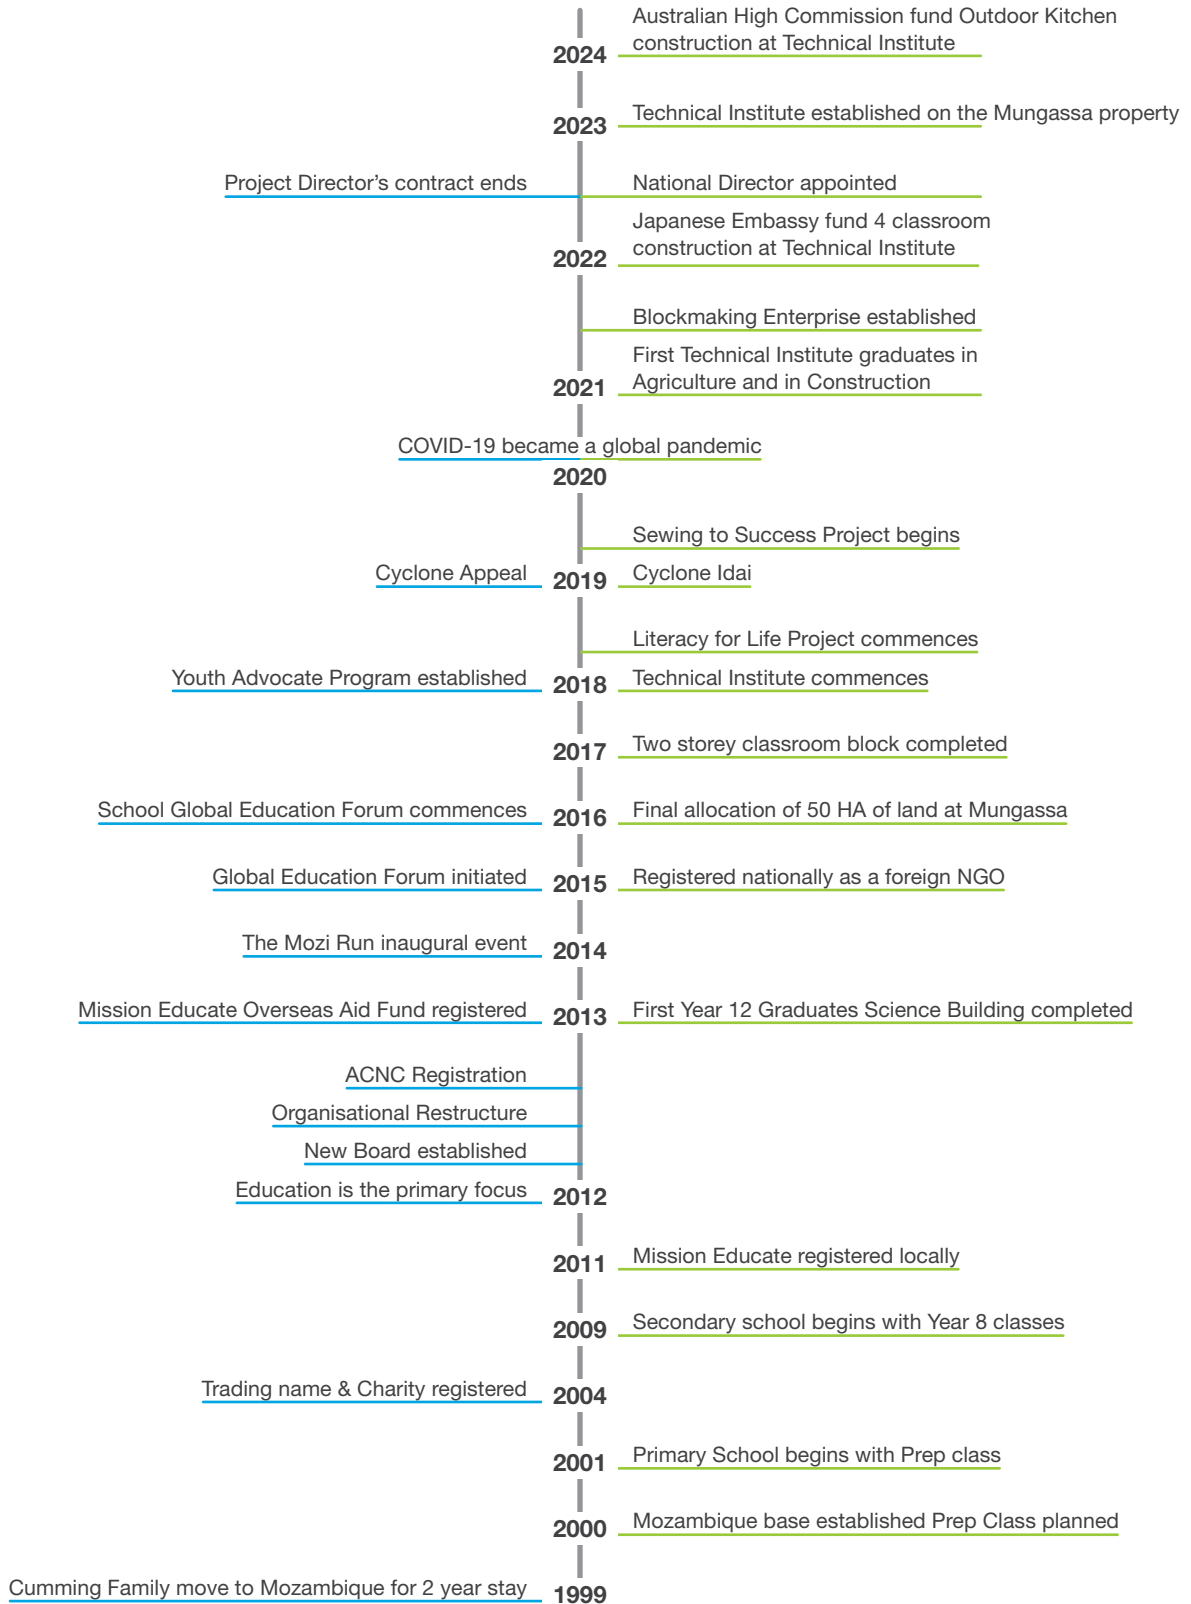 Australian High Commission fund Outdoor Kitchen
construction at Technical Institute
2024
Technical Institute established on the Mungassa property
2023
Project Director’s contract ends
National Director appointed
Japanese Embassy fund 4 classroom
construction at Technical Institute
2022
Blockmaking Enterprise established
First Technical Institute graduates in
Agriculture and in Construction
2021
COVID-19 became a global pandemic
2020
Sewing to Success Project begins
Cyclone Appeal
2019
Cyclone Idai
Literacy for Life Project commences
Youth Advocate Program established
2018
Technical Institute commences
2017
Two storey classroom block completed
School Global Education Forum commences
2016
Final allocation of 50 HA of land at Mungassa
Global Education Forum initiated
2015
Registered nationally as a foreign NGO
The Mozi Run inaugural event
2014
Mission Educate Overseas Aid Fund registered
2013
First Year 12 Graduates Science Building completed
ACNC Registration
Organisational Restructure
New Board established
Education is the primary focus
2012
2011
Mission Educate registered locally
2009
Secondary school begins with Year 8 classes
Trading name & Charity registered
2004
2001
Primary School begins with Prep class
2000
Mozambique base established Prep Class planned
Cumming Family move to Mozambique for 2 year stay
1999